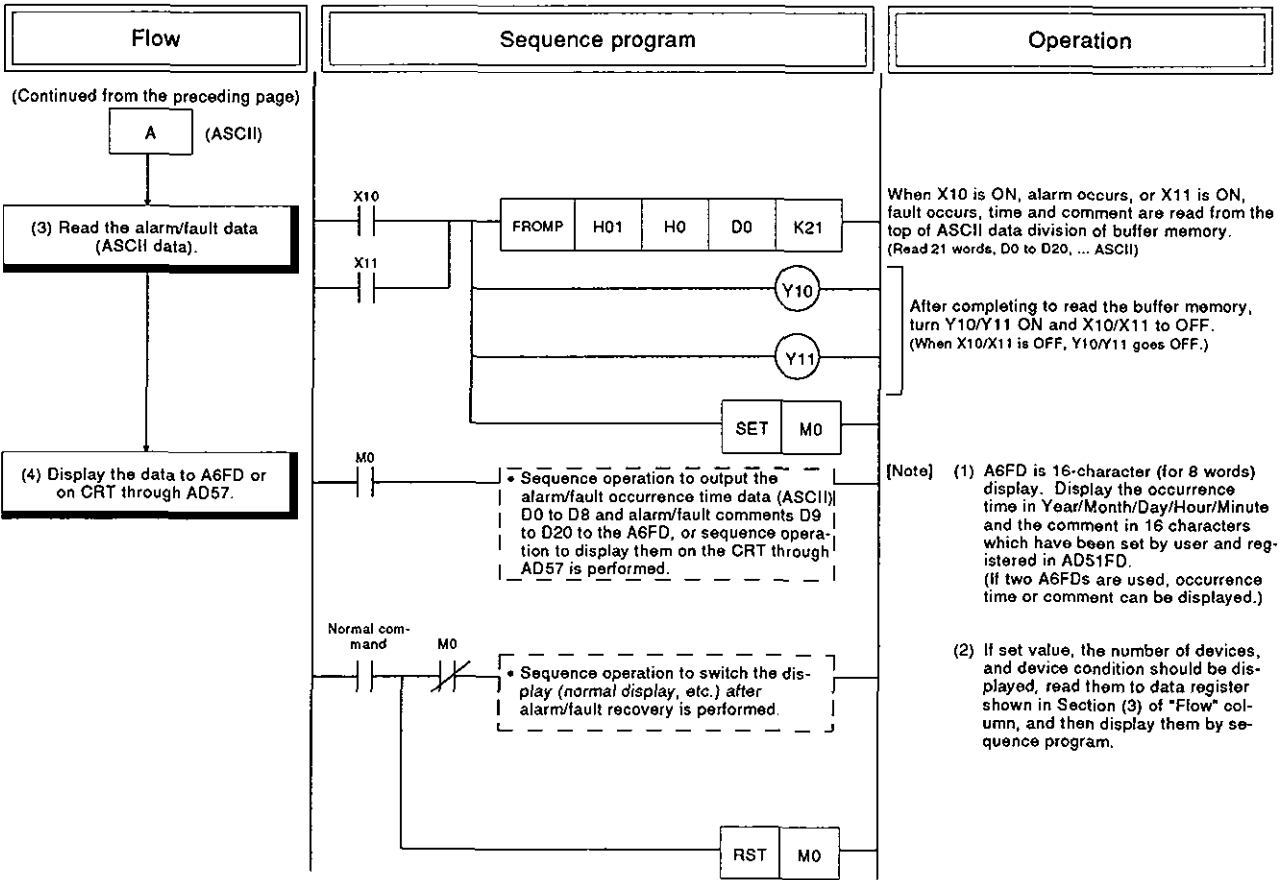 Flow
Sequence program
Operation
(Continued from the preceding page)
A
(ASCII)
(3) Read the alarm/fault data
(ASCII data).
X10
FROMP H01 H0 D0 K21
X11
Y10
Y11
SET M0
When X10 is ON, alarm occurs, or X11 is ON,
fault occurs, time and comment are read from the
top of ASCII data division of buffer memory.
(Read 21 words, D0 to D20, ... ASCII)
After completing to read the buffer memory,
turn Y10/Y11 ON and X10/X11 to OFF.
(When X10/X11 is OFF, Y10/Y11 goes OFF.)
(4) Display the data to A6FD or
on CRT through AD57.
M0
• Sequence operation to output the
alarm/fault occurrence time data (ASCII)
D0 to D8 and alarm/fault comments D9
to D20 to the A6FD, or sequence opera-
tion to display them on the CRT through
AD57 is performed.
[Note] (1) A6FD is 16-character (for 8 words)
display. Display the occurrence
time in Year/Month/Day/Hour/Minute
and the comment in 16 characters
which have been set by user and reg-
istered in AD51FD.
(If two A6FDs are used, occurrence
time or comment can be displayed.)
Normal com-
mand
M0
• Sequence operation to switch the dis-
play (normal display, etc.) after
alarm/fault recovery is performed.
(2) If set value, the number of devices,
and device condition should be dis-
played, read them to data register
shown in Section (3) of "Flow" col-
umn, and then display them by se-
quence program.
RST M0